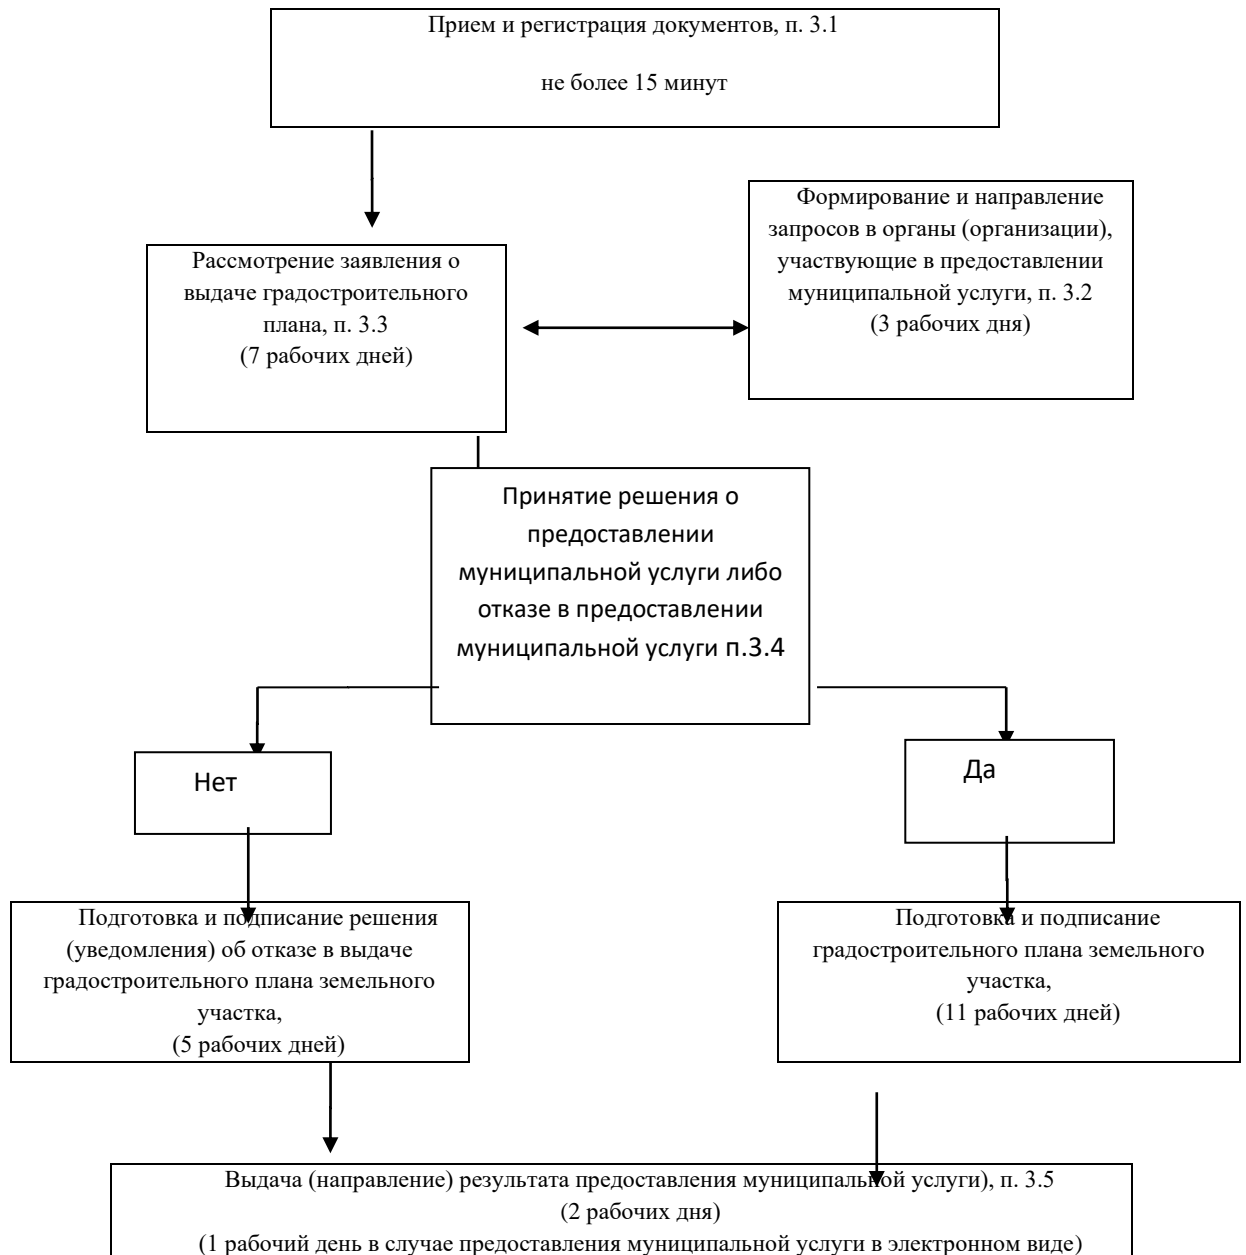 Прием и регистрация документов, п. 3.1
не более 15 минут
Формирование и направление
запросов в органы (организации),
участвующие в предоставлении
муниципальной услуги, п. 3.2
(3 рабочих дня)
Рассмотрение заявления о
выдаче градостроительного
плана, п. 3.3
(7 рабочих дней)
Принятие решения о
предоставлении
муниципальной услуги либо
отказе в предоставлении
муниципальной услуги п.3.4
Нет
Да
Подготовка и подписание решения
(уведомления) об отказе в выдаче
градостроительного плана земельного
участка,
(5 рабочих дней)
Подготовка и подписание
градостроительного плана земельного
участка,
(11 рабочих дней)
Выдача (направление) результата предоставления муниципальной услуги), п. 3.5
(2 рабочих дня)
(1 рабочий день в случае предоставления муниципальной услуги в электронном виде)